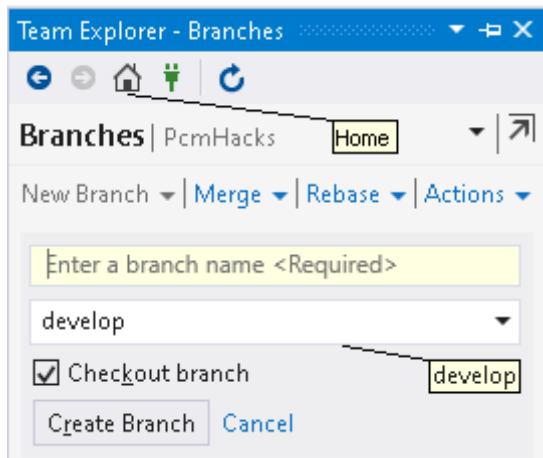 Team Explorer - Branches
Branches | PcmHacks
Home
New Branch | Merge | Rebase | Actions
Enter a branch name <Required>
develop
Checkout branch
develop
Create Branch Cancel